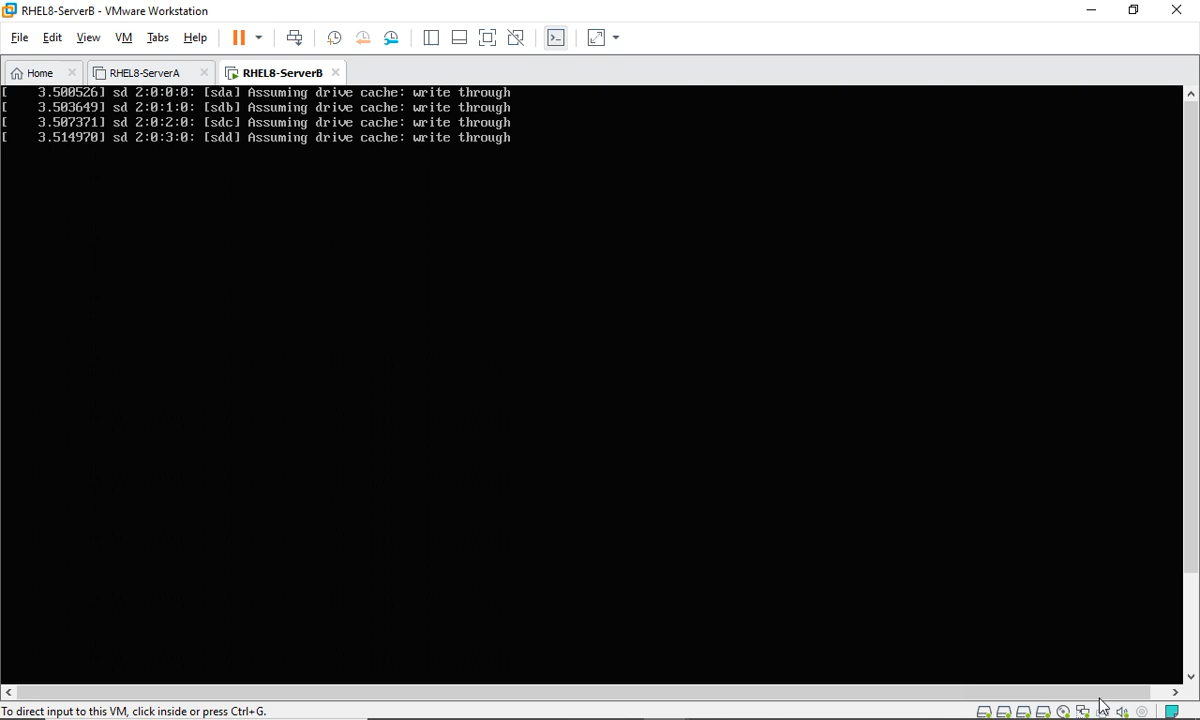 RHEL8-ServerB - VMware Workstation
File Edit View VM Tabs Help
Home RHEL8-ServerA RHEL8-ServerB
[    3.500526] sd 2:0:0:0: [sda] Assuming drive cache: write through
[    3.503649] sd 2:0:1:0: [sdb] Assuming drive cache: write through
[    3.507371] sd 2:0:2:0: [sdc] Assuming drive cache: write through
[    3.514970] sd 2:0:3:0: [sdd] Assuming drive cache: write through
To direct input to this VM, click inside or press Ctrl+G.